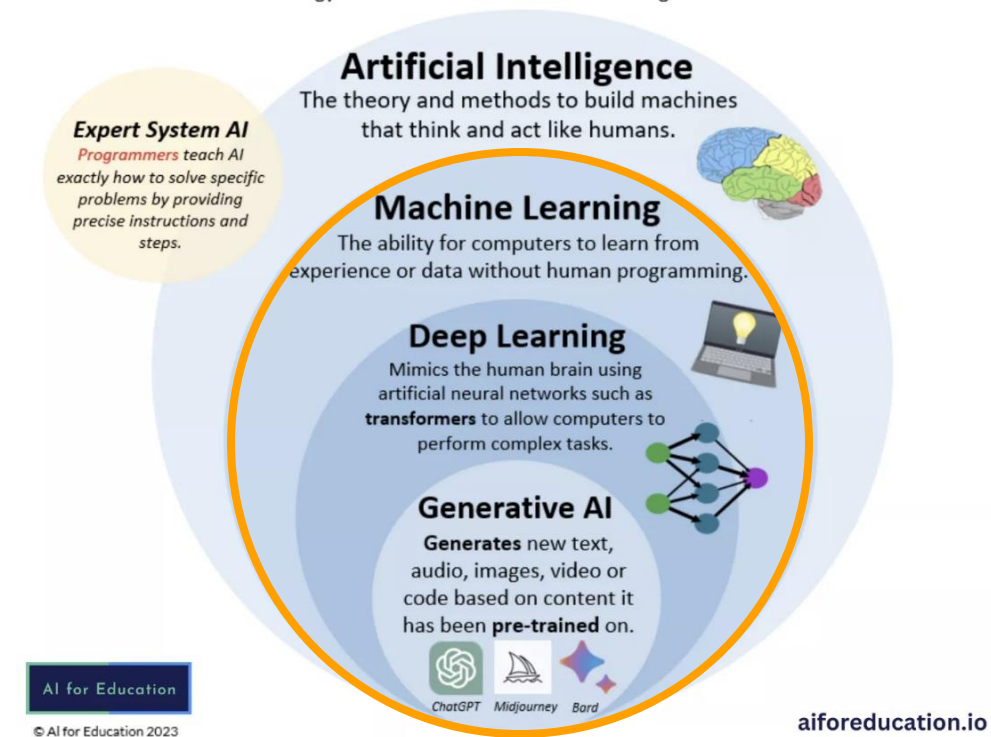 Artificial Intelligence
The theory and methods to build machines
that think and act like humans.
Expert System AI
Programmers teach AI
exactly how to solve specific
problems by providing
precise instructions and
steps.
Machine Learning
The ability for computers to learn from
experience or data without human programming.
Deep Learning
Mimics the human brain using
artificial neural networks such as
transformers to allow computers to
perform complex tasks.
Generative AI
Generates new text,
audio, images, video or
code based on content it
has been pre-trained on.
ChatGPT Midjourney Bard
AI for Education
© AI for Education 2023
aiforeducation.io